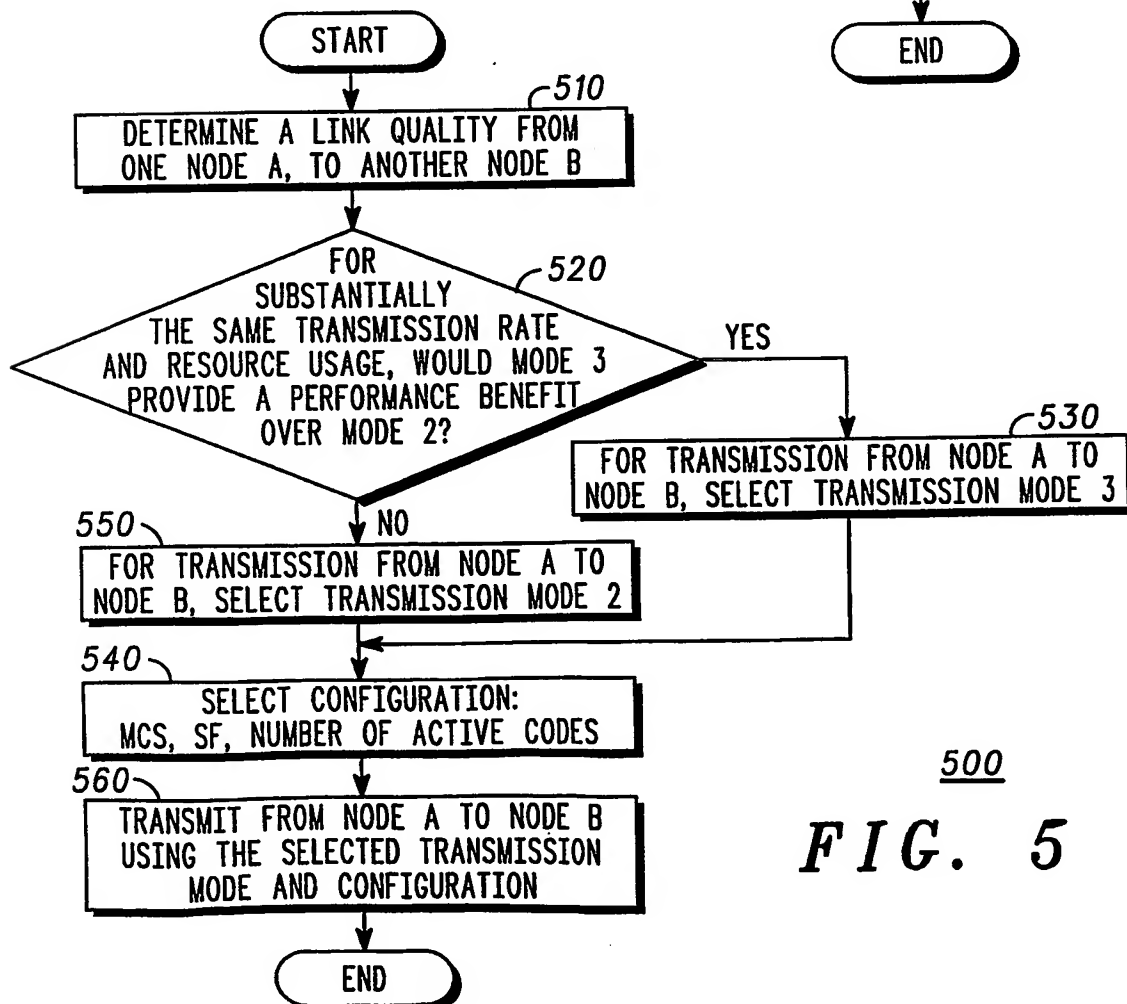 START
END
510
DETERMINE A LINK QUALITY FROM
ONE NODE A, TO ANOTHER NODE B
520
FOR
SUBSTANTIALLY
THE SAME TRANSMISSION RATE
AND RESOURCE USAGE, WOULD MODE 3
PROVIDE A PERFORMANCE BENEFIT
OVER MODE 2?
YES
530
FOR TRANSMISSION FROM NODE A TO
NODE B, SELECT TRANSMISSION MODE 3
NO
550
FOR TRANSMISSION FROM NODE A TO
NODE B, SELECT TRANSMISSION MODE 2
540
SELECT CONFIGURATION:
MCS, SF, NUMBER OF ACTIVE CODES
560
TRANSMIT FROM NODE A TO NODE B
USING THE SELECTED TRANSMISSION
MODE AND CONFIGURATION
END
500
FIG. 5